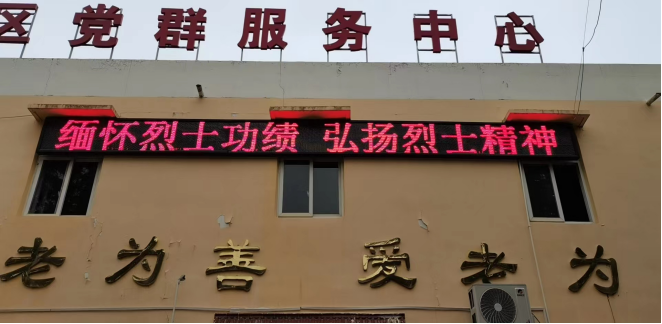 区党群服务中心
缅怀烈士功绩 弘扬烈士精神
老为善 爱老为